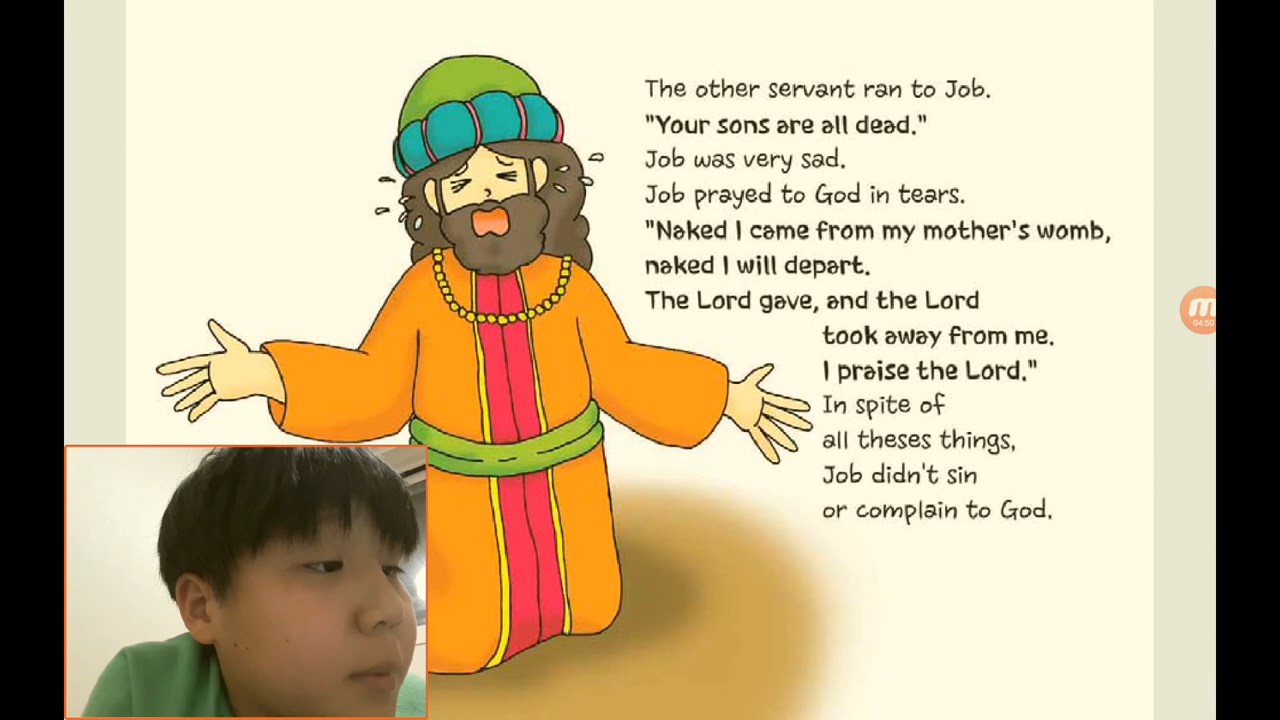 The other servant ran to Job.
"Your sons are all dead."
Job was very sad.
Job prayed to God in tears.
"Naked I came from my mother's womb,
naked I will depart.
The Lord gave, and the Lord
took away from me.
I praise the Lord."
In spite of
all theses things,
Job didn't sin
or complain to God.
m
04:50